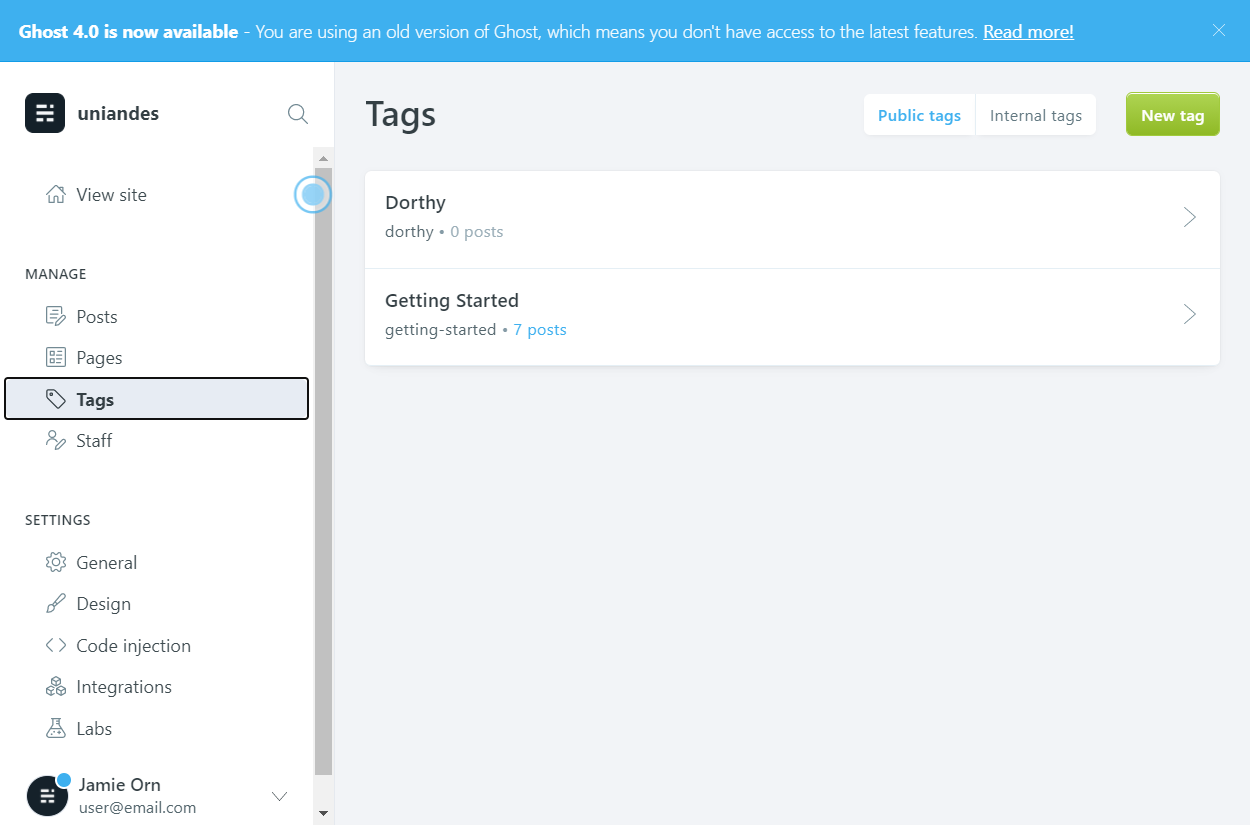 Ghost 4.0 is now available - You are using an old version of Ghost, which means you don't have access to the latest features. Read more!
uniandes
View site
MANAGE
Posts
Pages
Tags
Staff
SETTINGS
General
Design
Code injection
Integrations
Labs
Jamie Orn
user@email.com
Tags
Public tags
Internal tags
New tag
Dorthy
dorthy • 0 posts
Getting Started
getting-started • 7 posts